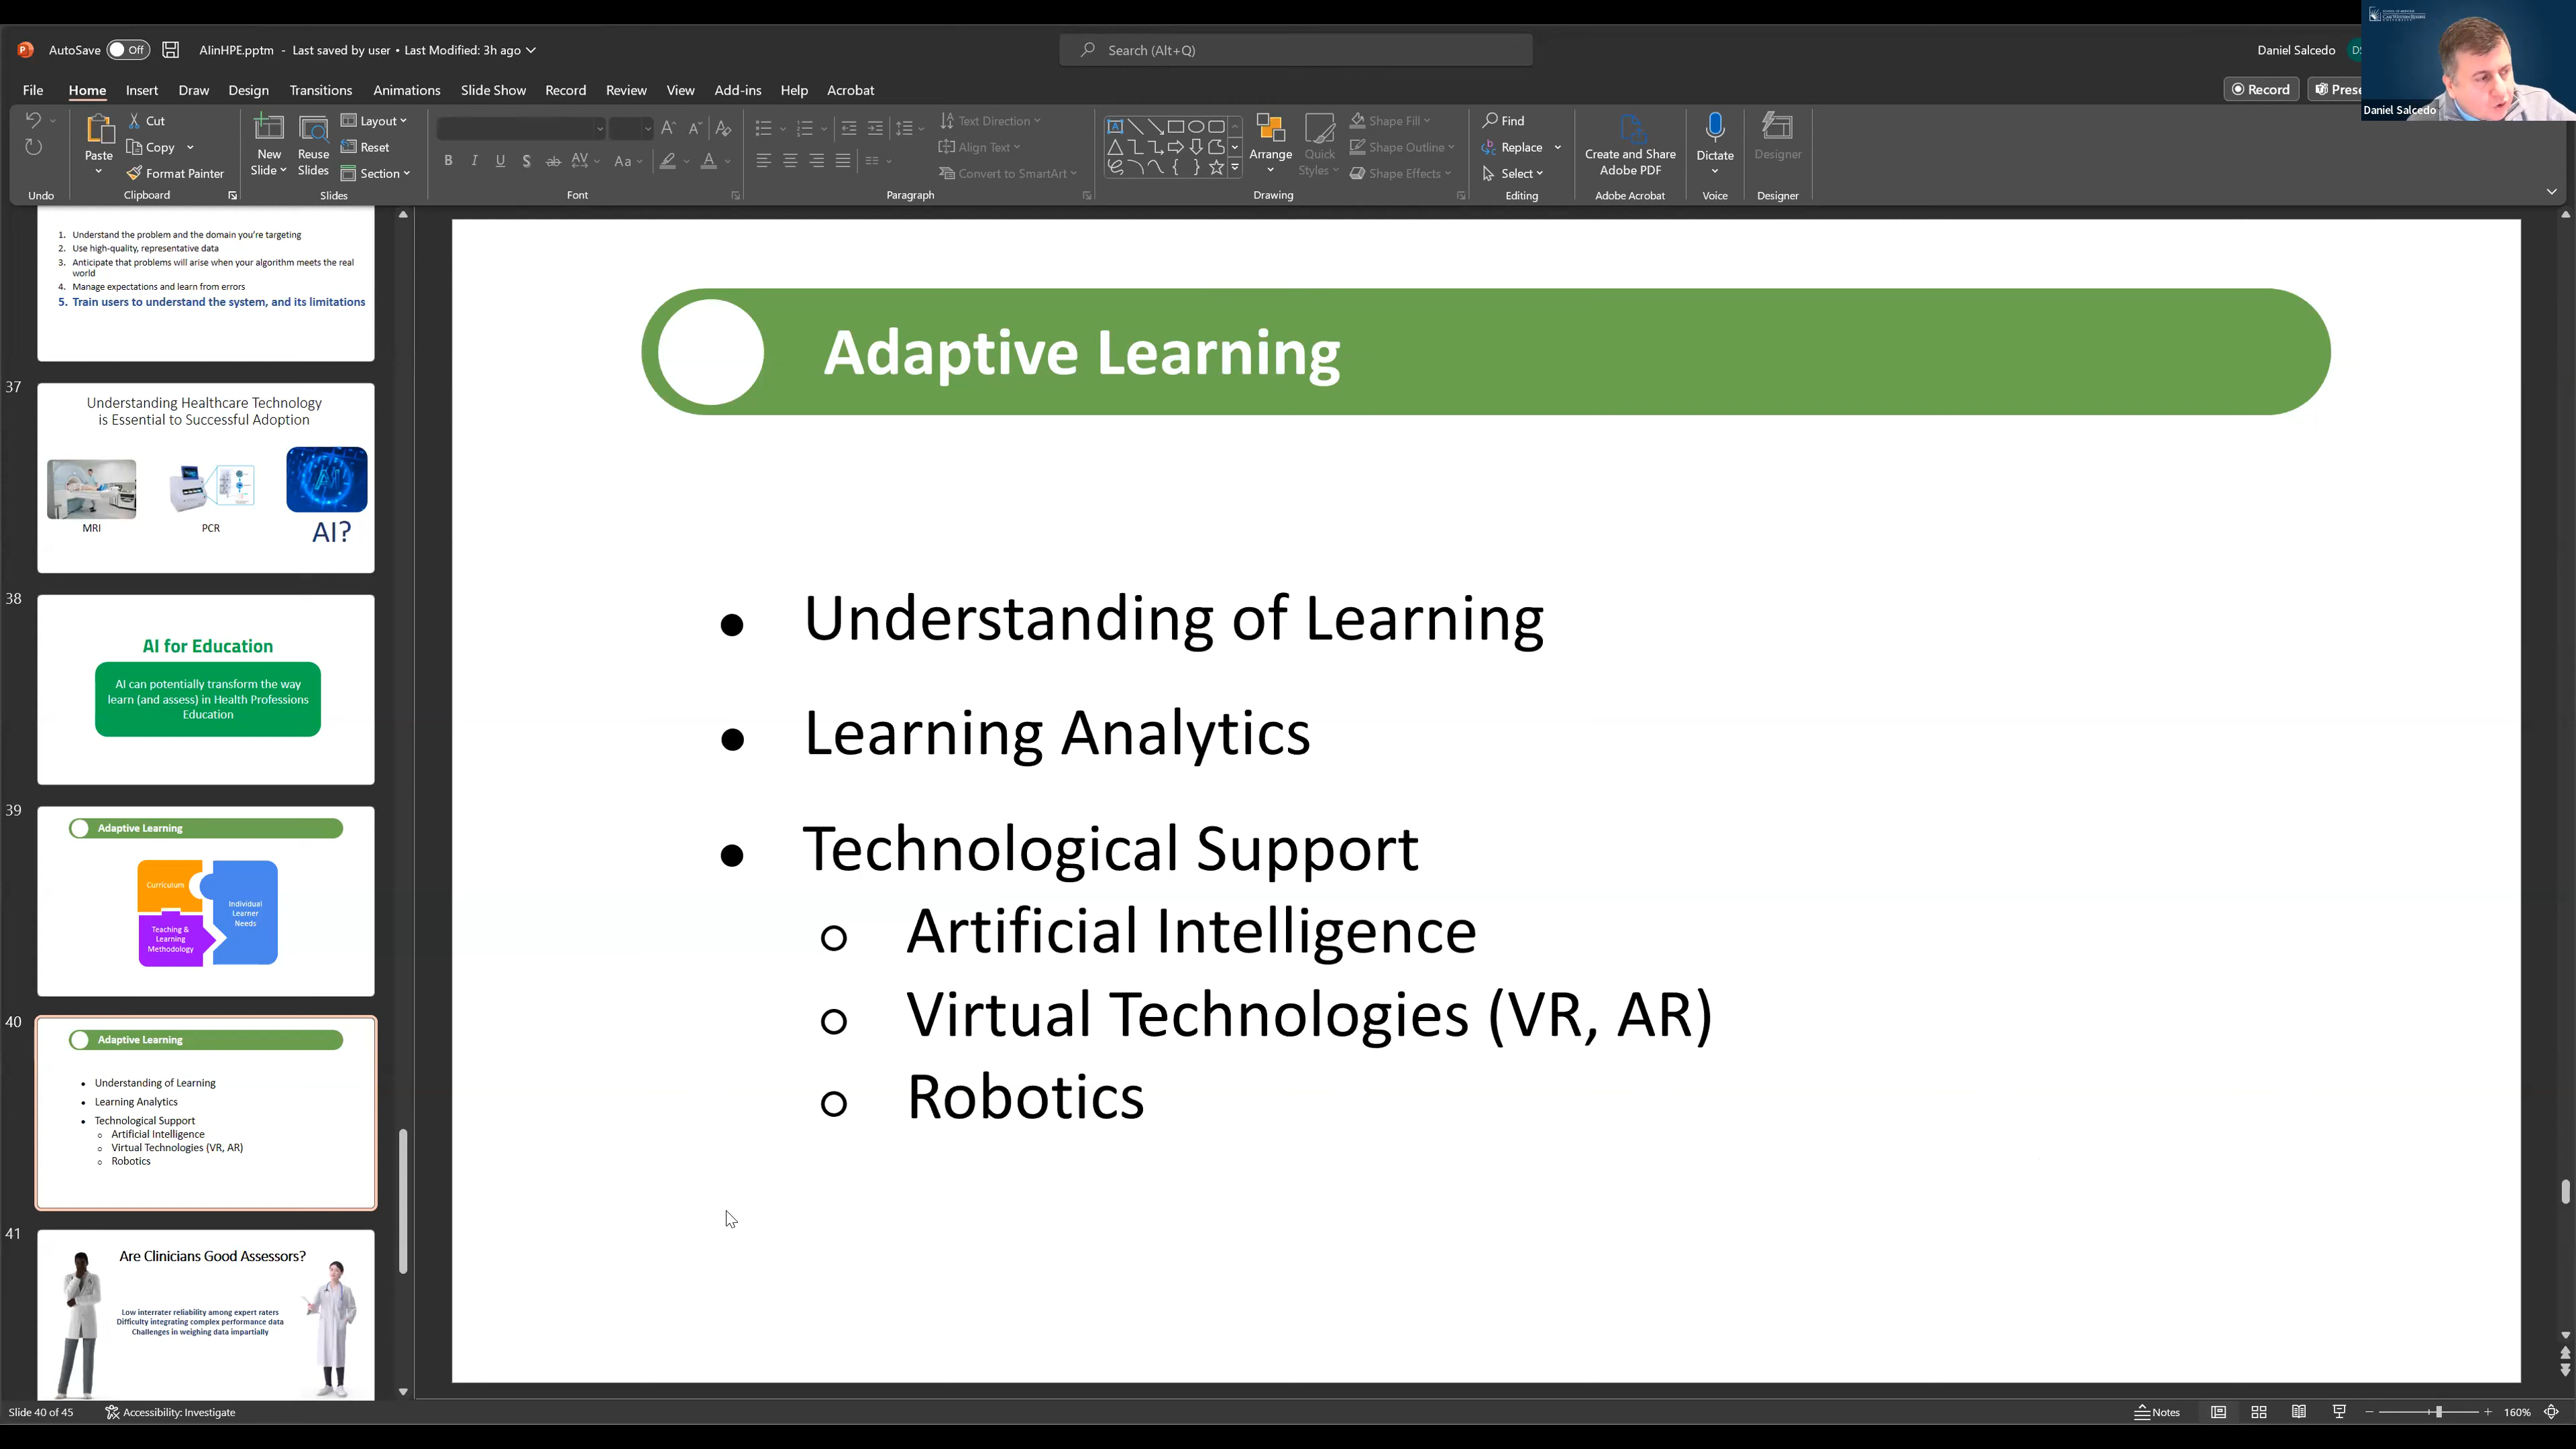 AutoSave Off AIinHPE.pptm - Last saved by user • Last Modified: 3h ago
Search (Alt+Q)
Daniel Salcedo
File Home Insert Draw Design Transitions Animations Slide Show Record Review View Add-ins Help Acrobat
Record
Prese
CASE WESTERN RESERVE
Daniel Salcedo
Paste
Cut
Copy
Format Painter
New
Slide
Reuse
Slides
Layout
Reset
Section
B I U S ab AV Aa A
Text Direction
Align Text
Convert to SmartArt
Arrange
Quick
Styles
Shape Fill
Shape Outline
Shape Effects
Find
Replace
Select
Create and Share
Adobe PDF
Dictate
Designer
Undo Clipboard Slides Font Paragraph Drawing Editing Adobe Acrobat Voice Designer
1. Understand the problem and the domain you're targeting
2. Use high-quality, representative data
3. Anticipate that problems will arise when your algorithm meets the real
world
4. Manage expectations and learn from errors
5. Train users to understand the system, and its limitations
37
Understanding Healthcare Technology
is Essential to Successful Adoption
MRI
PCR
AI?
38
AI for Education
AI can potentially transform the way
learn (and assess) in Health Professions
Education
39
Adaptive Learning
Curriculum
Individual
Learner
Needs
Teaching &
Learning
Methodology
40
Adaptive Learning
• Understanding of Learning
• Learning Analytics
• Technological Support
o Artificial Intelligence
o Virtual Technologies (VR, AR)
o Robotics
41
Are Clinicians Good Assessors?
Low interrater reliability among expert raters
Difficulty integrating complex performance data
Challenges in weighing data impartially
Adaptive Learning
• Understanding of Learning
• Learning Analytics
• Technological Support
o Artificial Intelligence
o Virtual Technologies (VR, AR)
o Robotics
Slide 40 of 45
Accessibility: Investigate
Notes
160%